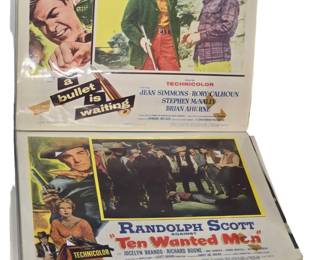 a
bullet is
waiting
TECHNICOLOR
JEAN SIMMONS · RORY CALHOUN
STEPHEN McNALLY
BRIAN AHERNE
RANDOLPH SCOTT
AGAINST
"Ten Wanted Men"
JOCELYN BRANDO · RICHARD BOONE
TECHNICOLOR